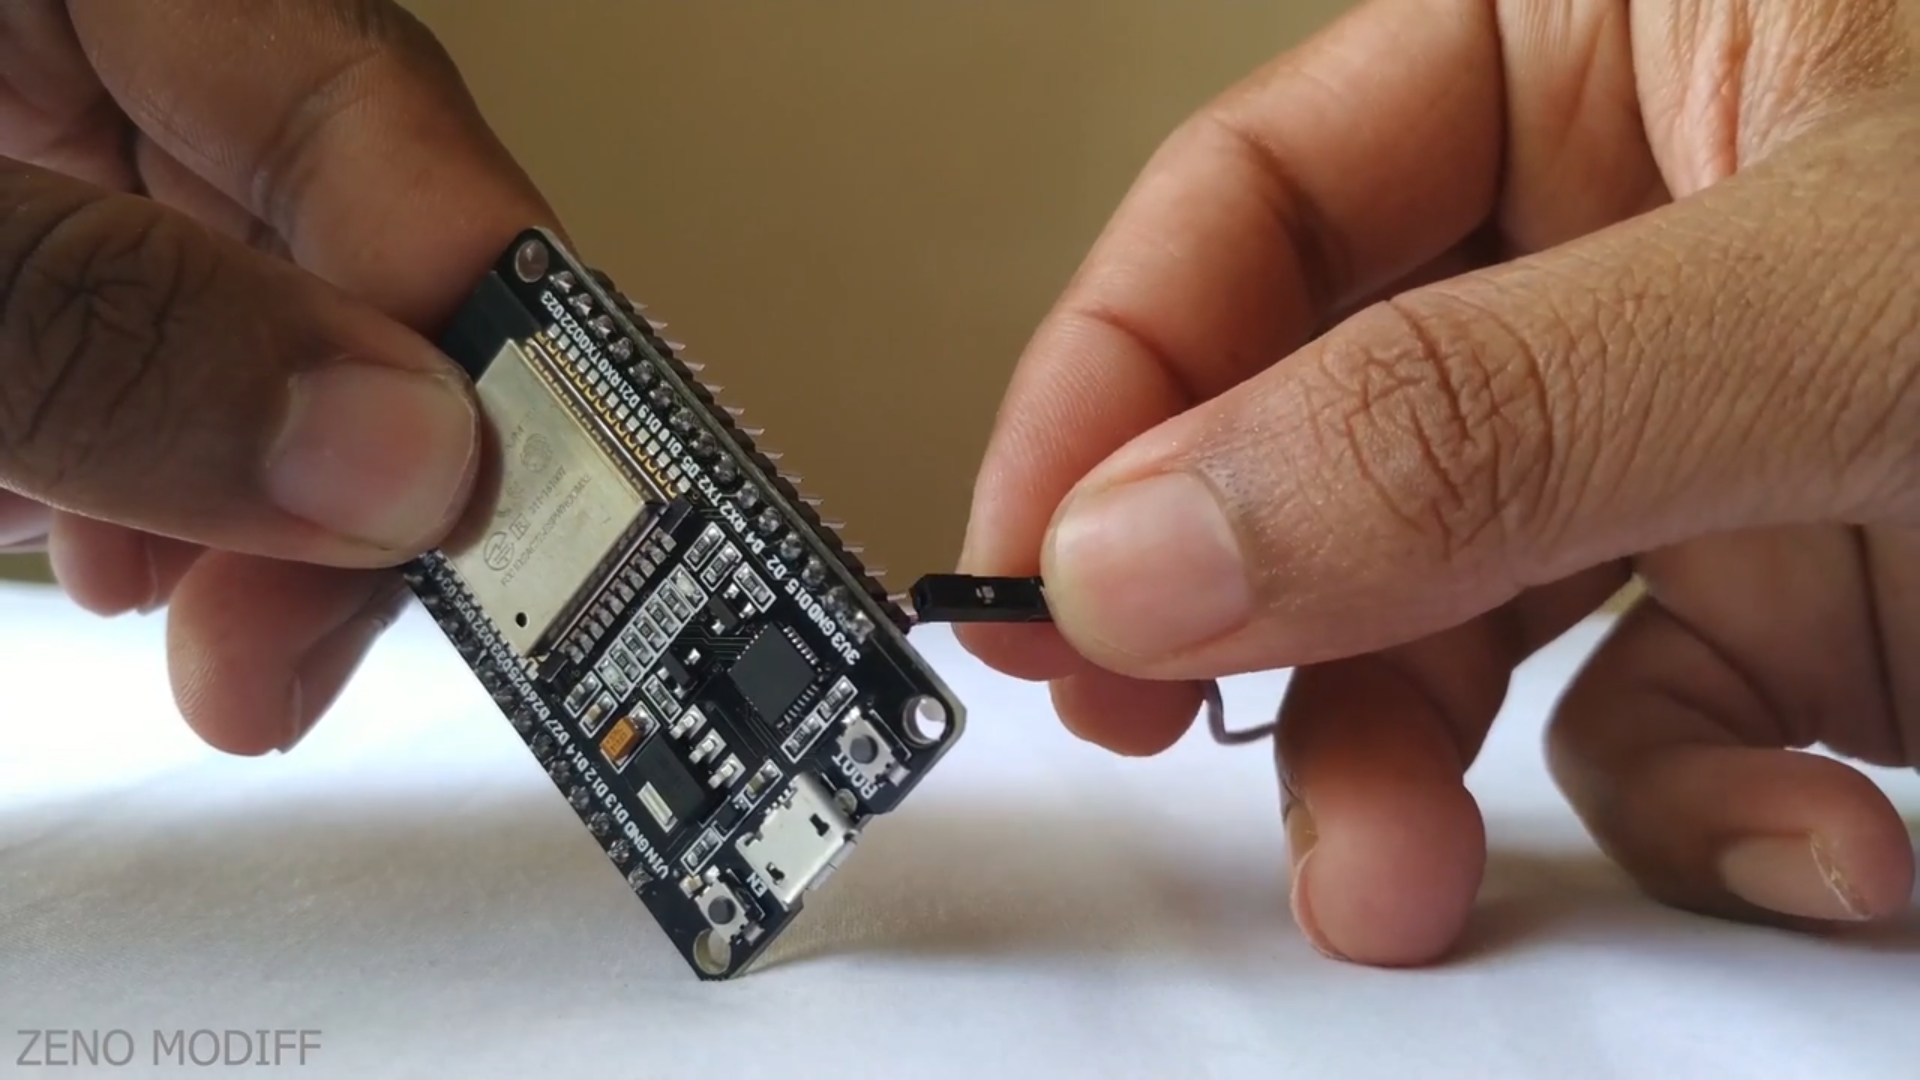 D23
D22
TX0
RX0
D21
D19
D18
D5
TX2
RX2
D4
D2
D15
GND
3V3
BOOT
EN
VIN
GND
D13
D12
D14
D27
D26
D25
D33
D32
D35
ZENO MODIFF